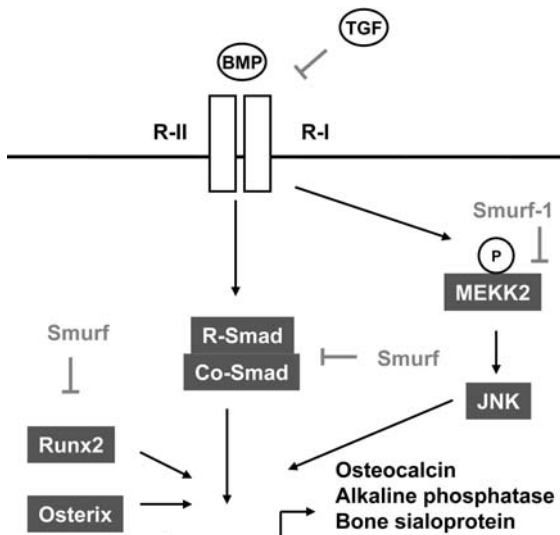 TGF
BMP
R-II
R-I
Smurf-1
P
MEKK2
Smurf
R-Smad
Co-Smad
Smurf
JNK
Runx2
Osterix
Osteocalcin
Alkaline phosphatase
Bone sialoprotein